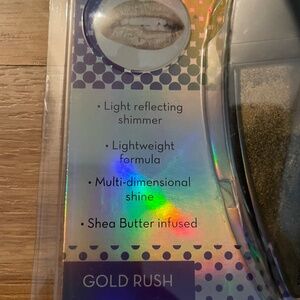 • Light reflecting
shimmer
• Lightweight
formula
• Multi-dimensional
shine
• Shea Butter infused
GOLD RUSH